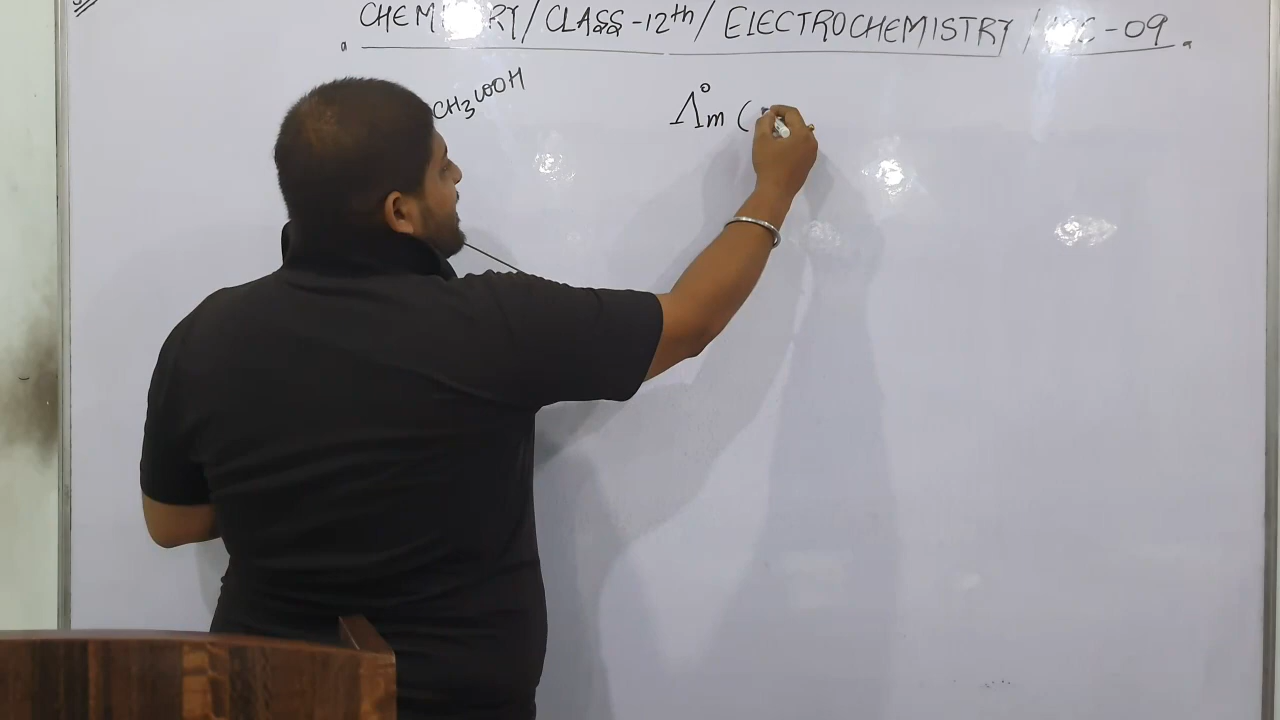 CHEMISTRY/CLASS-12th/ELECTROCHEMISTRY/LEC-09
CH3COOH Λ°m (